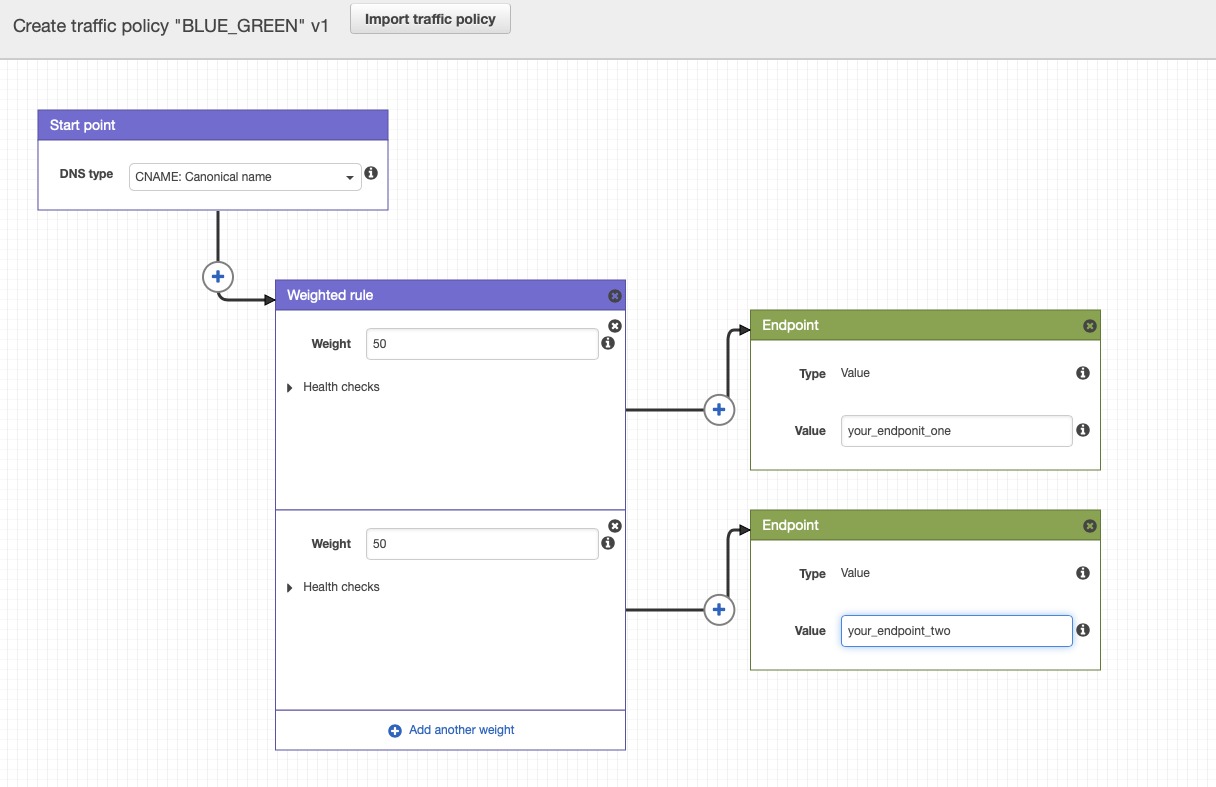 Create traffic policy "BLUE_GREEN" v1
Import traffic policy
Start point
DNS type
CNAME: Canonical name
Weighted rule
Weight
50
Health checks
Endpoint
Type
Value
Value
your_endponit_one
Weight
50
Health checks
Endpoint
Type
Value
Value
your_endpoint_two
Add another weight